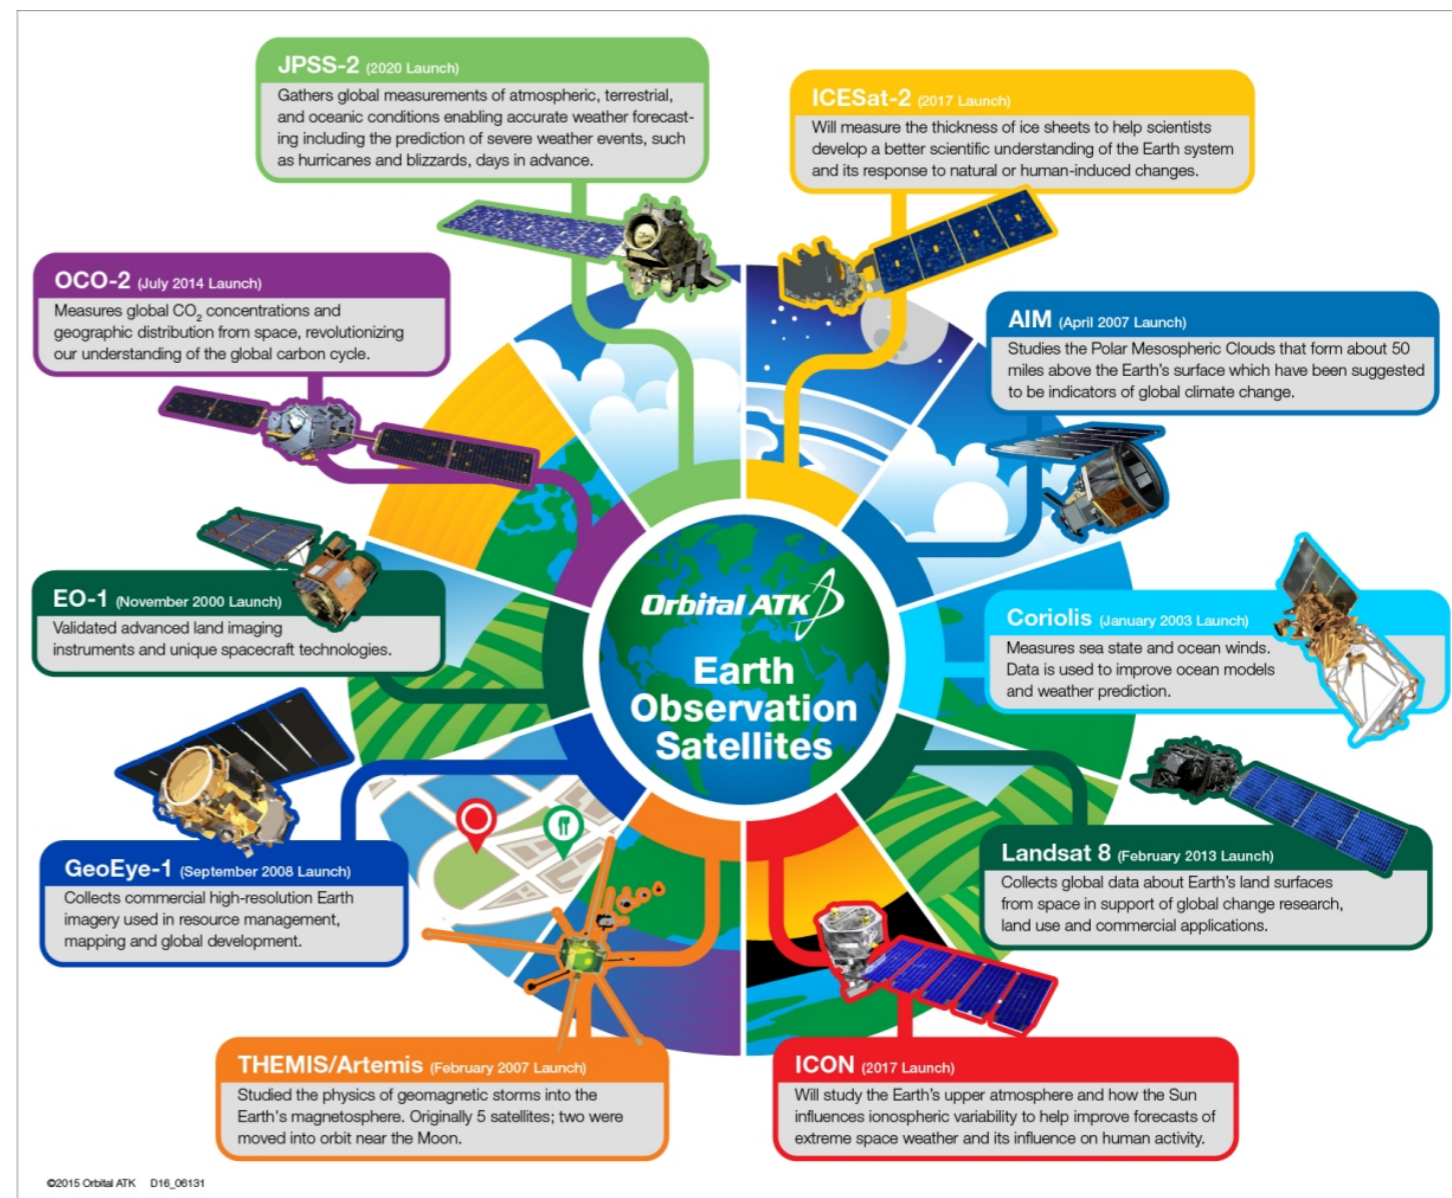 JPSS-2 (2020 Launch)
Gathers global measurements of atmospheric, terrestrial,
and oceanic conditions enabling accurate weather forecast-
ing including the prediction of severe weather events, such
as hurricanes and blizzards, days in advance.
ICESat-2 (2017 Launch)
Will measure the thickness of ice sheets to help scientists
develop a better scientific understanding of the Earth system
and its response to natural or human-induced changes.
OCO-2 (July 2014 Launch)
Measures global CO₂ concentrations and
geographic distribution from space, revolutionizing
our understanding of the global carbon cycle.
AIM (April 2007 Launch)
Studies the Polar Mesospheric Clouds that form about 50
miles above the Earth's surface which have been suggested
to be indicators of global climate change.
EO-1 (November 2000 Launch)
Validated advanced land imaging
instruments and unique spacecraft technologies.
Orbital ATK
Earth
Observation
Satellites
Coriolis (January 2003 Launch)
Measures sea state and ocean winds.
Data is used to improve ocean models
and weather prediction.
GeoEye-1 (September 2008 Launch)
Collects commercial high-resolution Earth
imagery used in resource management,
mapping and global development.
Landsat 8 (February 2013 Launch)
Collects global data about Earth's land surfaces
from space in support of global change research,
land use and commercial applications.
THEMIS/Artemis (February 2007 Launch)
Studied the physics of geomagnetic storms into the
Earth's magnetosphere. Originally 5 satellites; two were
moved into orbit near the Moon.
ICON (2017 Launch)
Will study the Earth's upper atmosphere and how the Sun
influences ionospheric variability to help improve forecasts of
extreme space weather and its influence on human activity.
©2015 Orbital ATK D16_06131